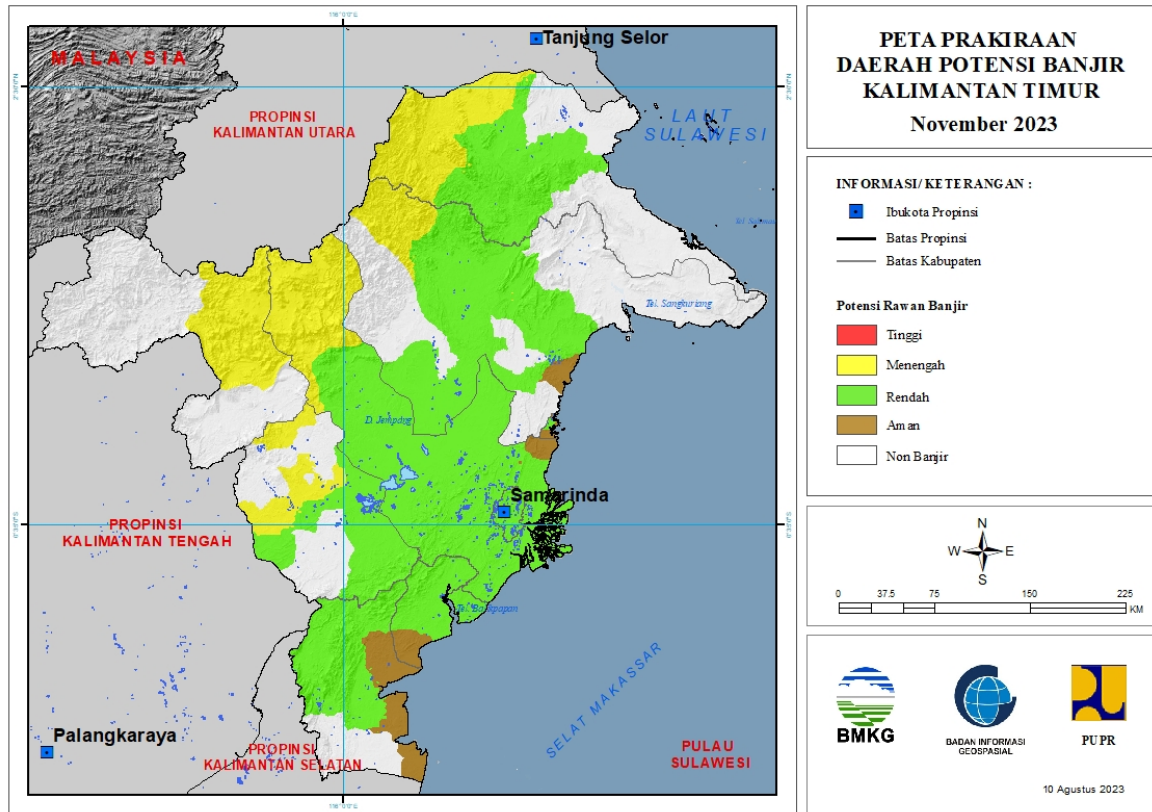 PETA PRAKIRAAN
DAERAH POTENSI BANJIR
KALIMANTAN TIMUR
November 2023
INFORMASI/ KETERANGAN :
Ibukota Propinsi
Batas Propinsi
Batas Kabupaten
Potensi Rawan Banjir
Tinggi
Menengah
Rendah
Aman
Non Banjir
N
W E
S
0 37.5 75 150 225
KM
BMKG
BADAN INFORMASI
GEOSPASIAL
PUPR
10 Agustus 2023
Tanjung Selor
MALAYSIA
PROPINSI
KALIMANTAN UTARA
LAUT
SULAWESI
Tel. Sangkuriang
D. Jempang
Samarinda
PROPINSI
KALIMANTAN TENGAH
SELAT MAKASSAR
Palangkaraya
PROPINSI
KALIMANTAN SELATAN
PULAU
SULAWESI